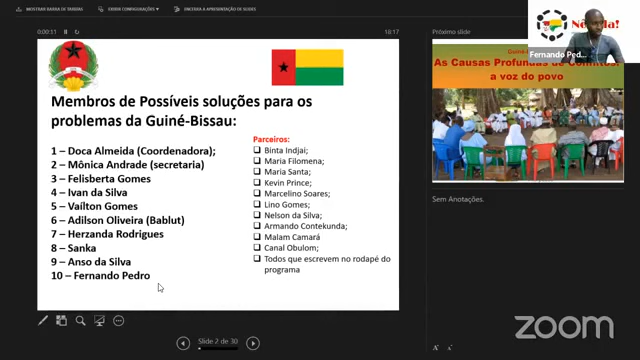 MOSTRAR BARRA DE TAREFAS
EXIBIR CONFIGURAÇÕES
ENCERRA A APRESENTAÇÃO DE SLIDES
0:00:11
18:17
Próximo slide
Membros de Possíveis soluções para os
problemas da Guiné-Bissau:
1 – Doca Almeida (Coordenadora);
2 – Mônica Andrade (secretaria)
3 – Felisberta Gomes
4 – Ivan da Silva
5 – Vaílton Gomes
6 – Adilson Oliveira (Bablut)
7 – Herzanda Rodrigues
8 – Sanka
9 – Anso da Silva
10 – Fernando Pedro
Parceiros:
Binta Indjai;
Maria Filomena;
Maria Santa;
Kevin Prince;
Marcelino Soares;
Lino Gomes;
Nelson da Silva;
Armando Contekunda;
Malam Camará
Canal Obulom;
Todos que escrevem no rodapé do
programa
Slide 2 de 30
Fernando Ped...
As Causas Profundas de Conflitos:
a voz do povo
Sem Anotações.
zoom